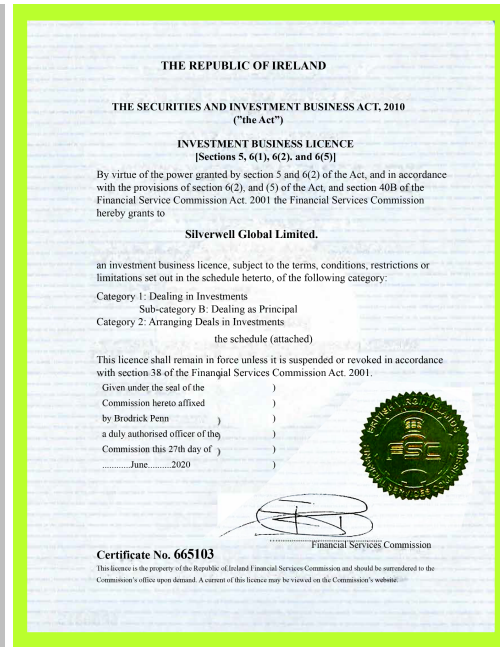 THE REPUBLIC OF IRELAND
THE SECURITIES AND INVESTMENT BUSINESS ACT, 2010
("the Act")
INVESTMENT BUSINESS LICENCE
[Sections 5, 6(1), 6(2). and 6(5)]
By virtue of the power granted by section 5 and 6(2) of the Act, and in accordance
with the provisions of section 6(2), and (5) of the Act, and section 40B of the
Financial Service Commission Act. 2001 the Financial Services Commission
hereby grants to
Silverwell Global Limited.
an investment business licence, subject to the terms, conditions, restrictions or
limitations set out in the schedule heterto, of the following category:
Category 1: Dealing in Investments
Sub-category B: Dealing as Principal
Category 2: Arranging Deals in Investments
the schedule (attached)
This licence shall remain in force unless it is suspended or revoked in accordance
with section 38 of the Financial Services Commission Act. 2001.
Given under the seal of the )
Commission hereto affixed )
by Brodrick Penn ) )
a duly authorised officer of the) )
Commission this 27th day of ) )
............June..........2020 )
FSC
Financial Services Commission
Certificate No. 665103
This licence is the property of the Republic of Ireland Financial Services Commission and should be surrendered to the
Commission's office upon demand. A current of this licence may be viewed on the Commission's website.